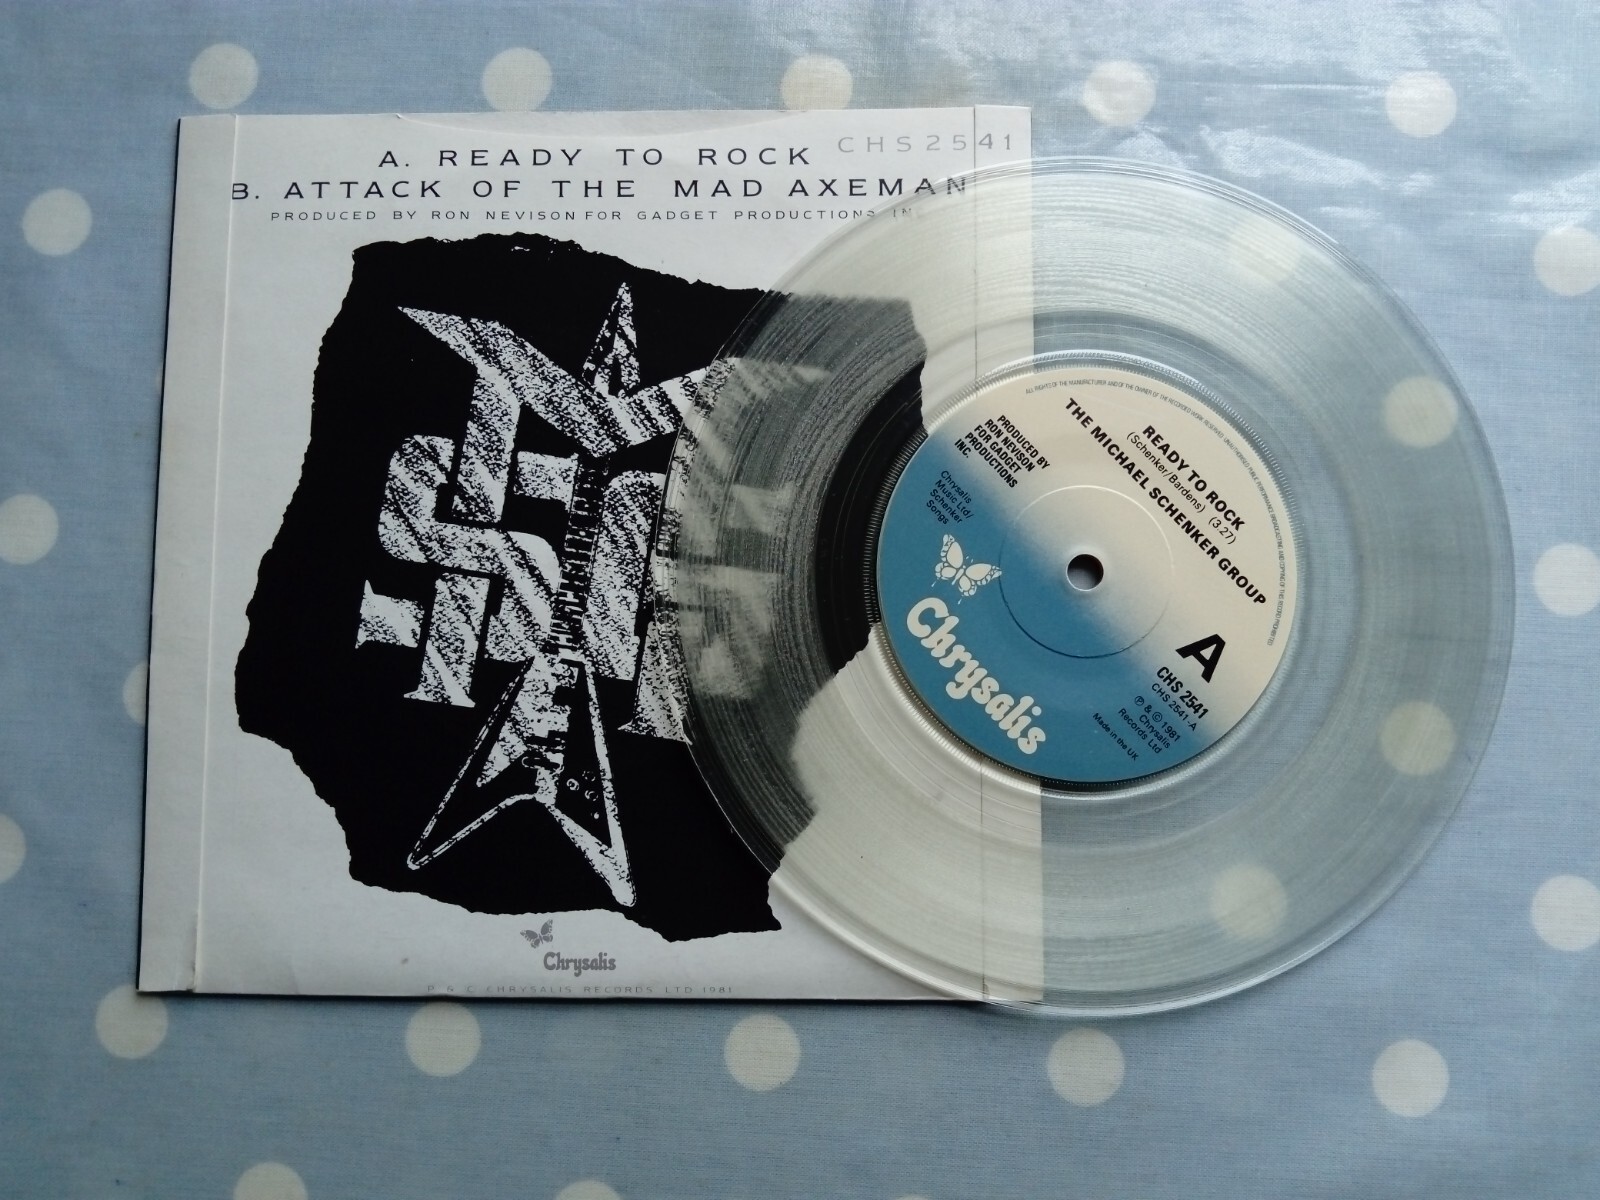 CHS 2541
A. READY TO ROCK
B. ATTACK OF THE MAD AXEMAN
PRODUCED BY RON NEVISON FOR GADGET PRODUCTIONS INC
Chrysalis
P & C CHRYSALIS RECORDS LTD 1981
READY TO ROCK
(Schenker/Bardens) (3.27)
THE MICHAEL SCHENKER GROUP
PRODUCED BY
RON NEVISON
FOR GADGET
PRODUCTIONS
INC.
Chrysalis
Music Ltd/
Schenker
Songs
Chrysalis
A
CHS 2541
CHS 2541-A
℗ & © 1981
Chrysalis
Records Ltd
Made in the UK